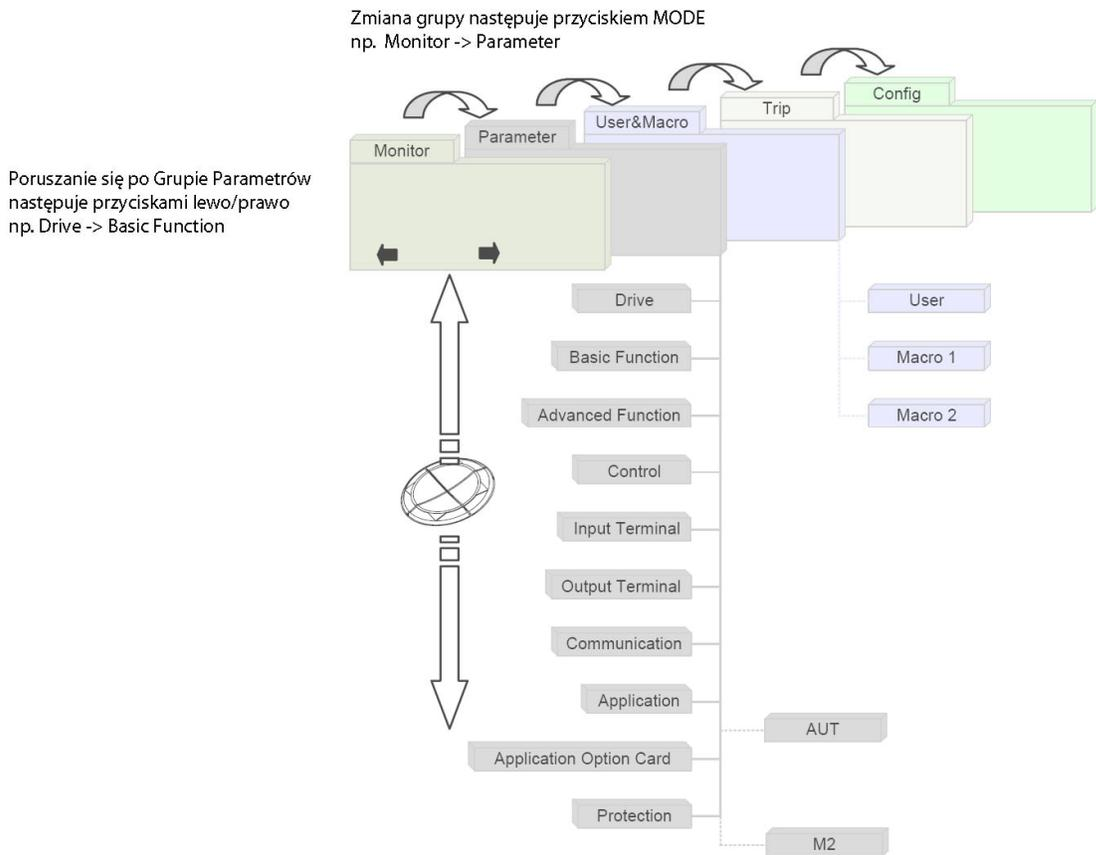 Zmiana grupy następuje przyciskiem MODE
np. Monitor -> Parameter
Config
Trip
User&Macro
Parameter
Monitor
Poruszanie się po Grupie Parametrów
następuje przyciskami lewo/prawo
np. Drive -> Basic Function
Drive
User
Basic Function
Macro 1
Advanced Function
Macro 2
Control
Input Terminal
Output Terminal
Communication
Application
AUT
Application Option Card
Protection
M2